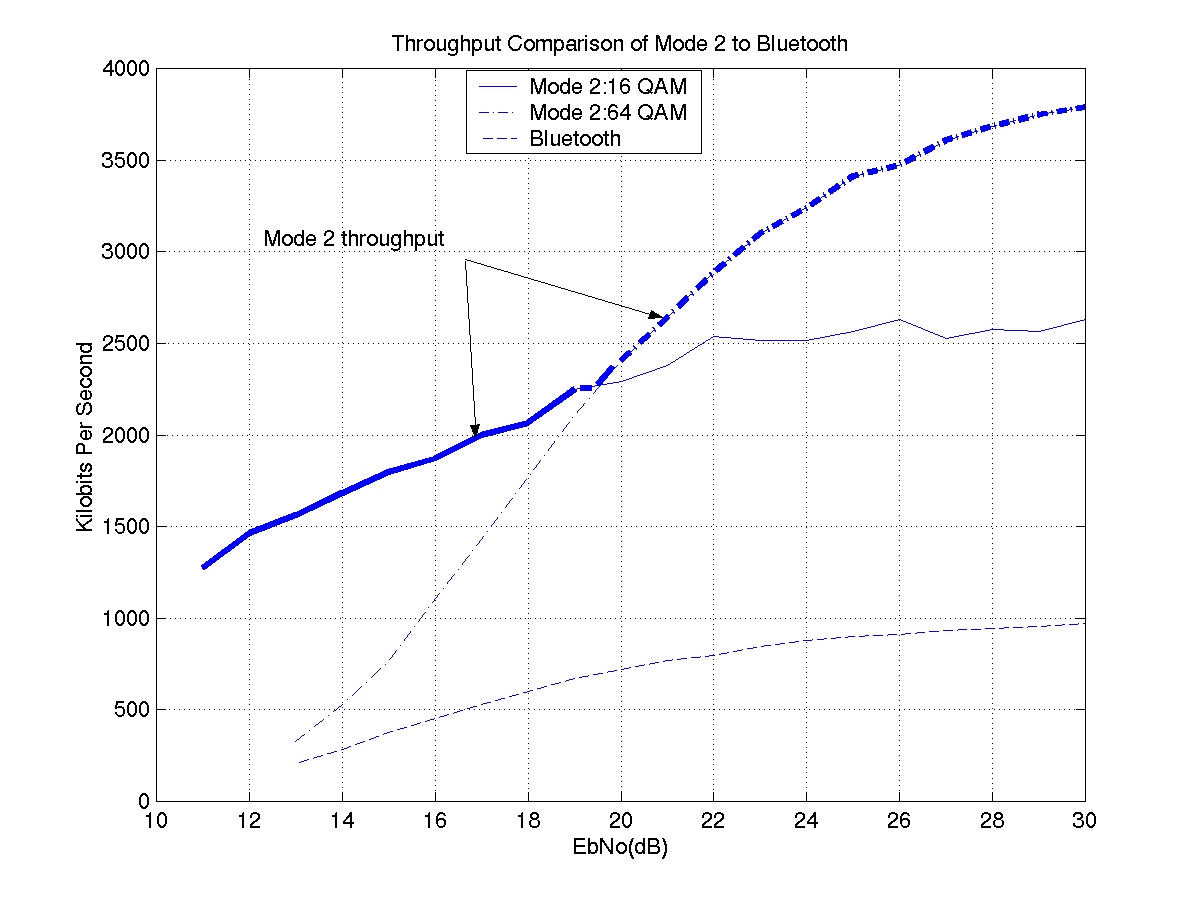 Throughput Comparison of Mode 2 to Bluetooth
4000
Mode 2:16 QAM
Mode 2:64 QAM
Bluetooth
3500
3000
Mode 2 throughput
2500
2000
1500
1000
500
0
Kilobits Per Second
10 12 14 16 18 20 22 24 26 28 30
EbNo(dB)